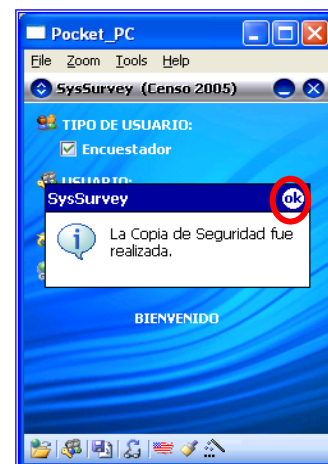 Pocket_PC
File Zoom Tools Help
SysSurvey (Censo 2005)
TIPO DE USUARIO:
Encuestador
USUARIO:
SysSurvey
ok
La Copia de Seguridad fue
realizada.
BIENVENIDO